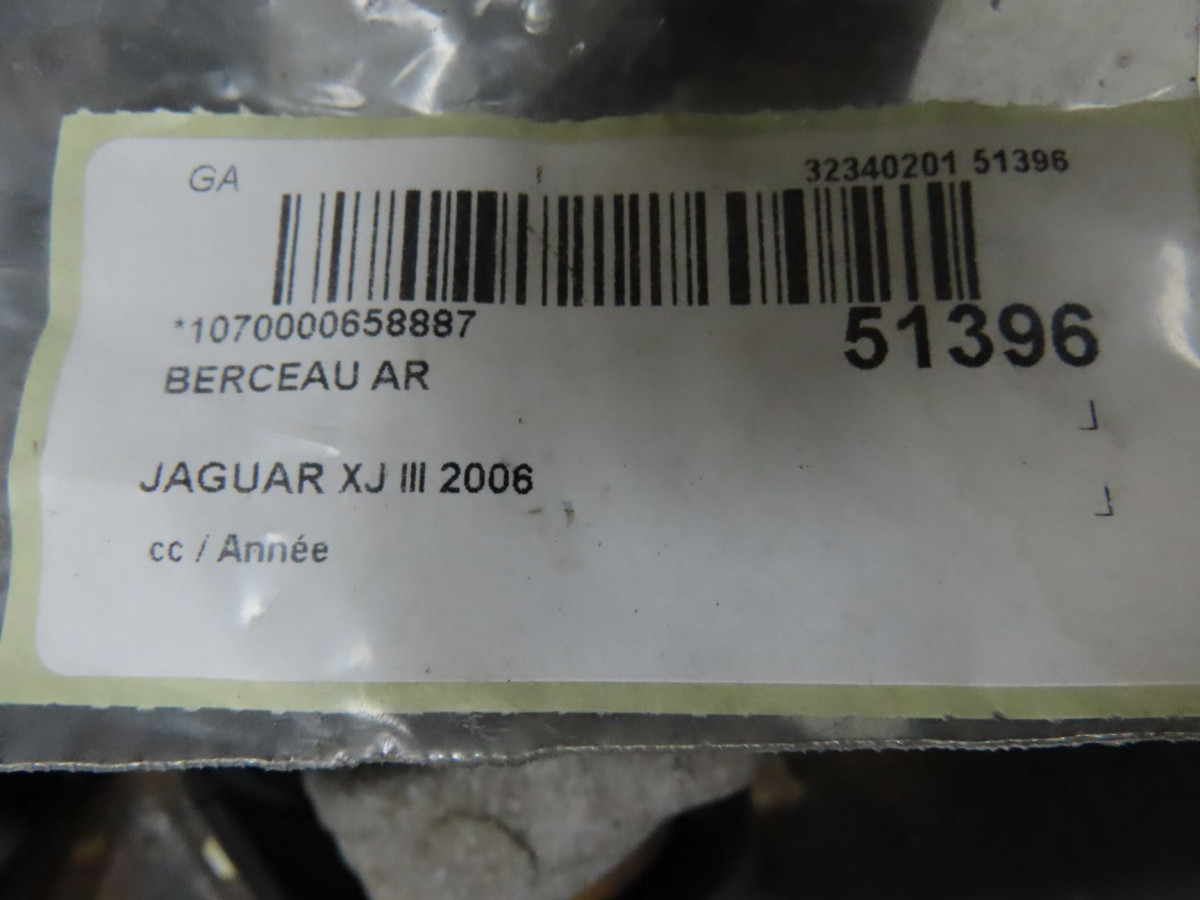 GA
32340201 51396
*1070000658887
51396
BERCEAU AR
JAGUAR XJ III 2006
cc / Année